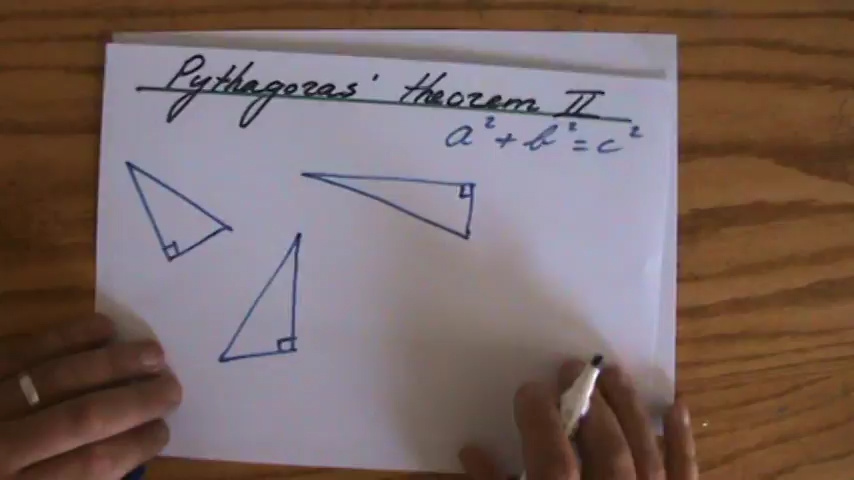 Pythagoras' theorem II
a² + b² = c²